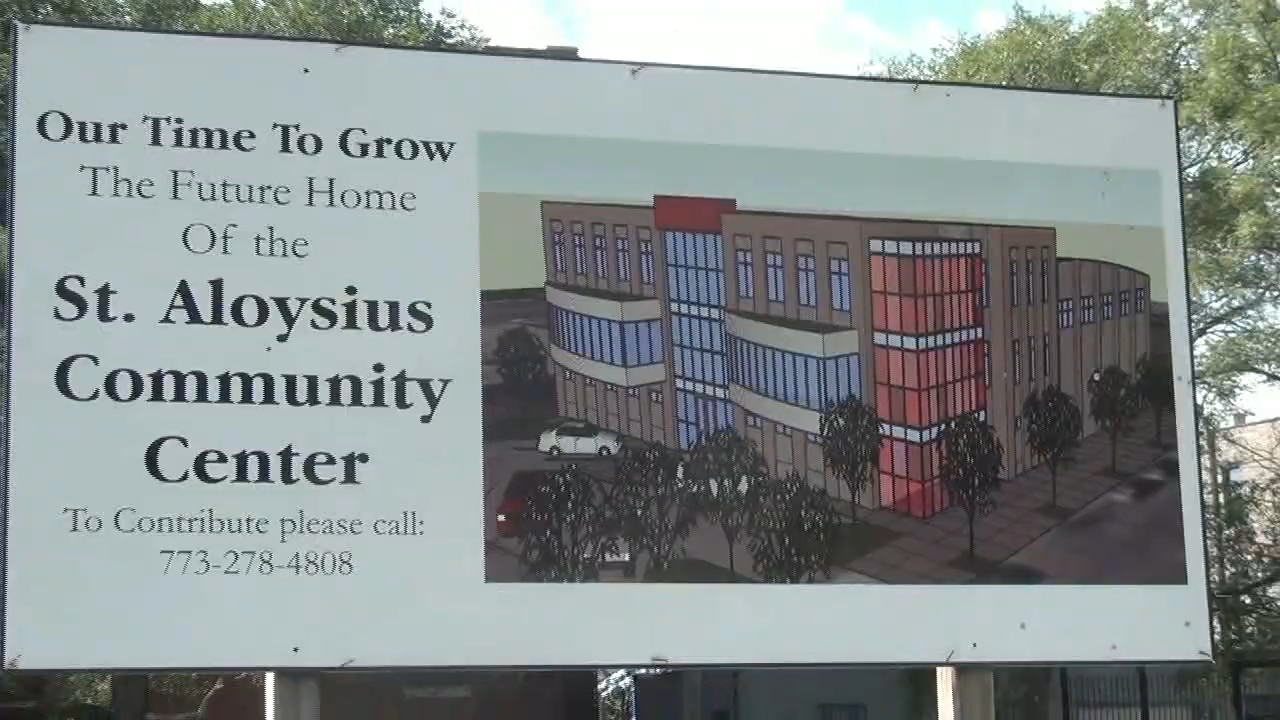 Our Time To Grow
The Future Home
Of the
St. Aloysius
Community
Center
To Contribute please call:
773-278-4808